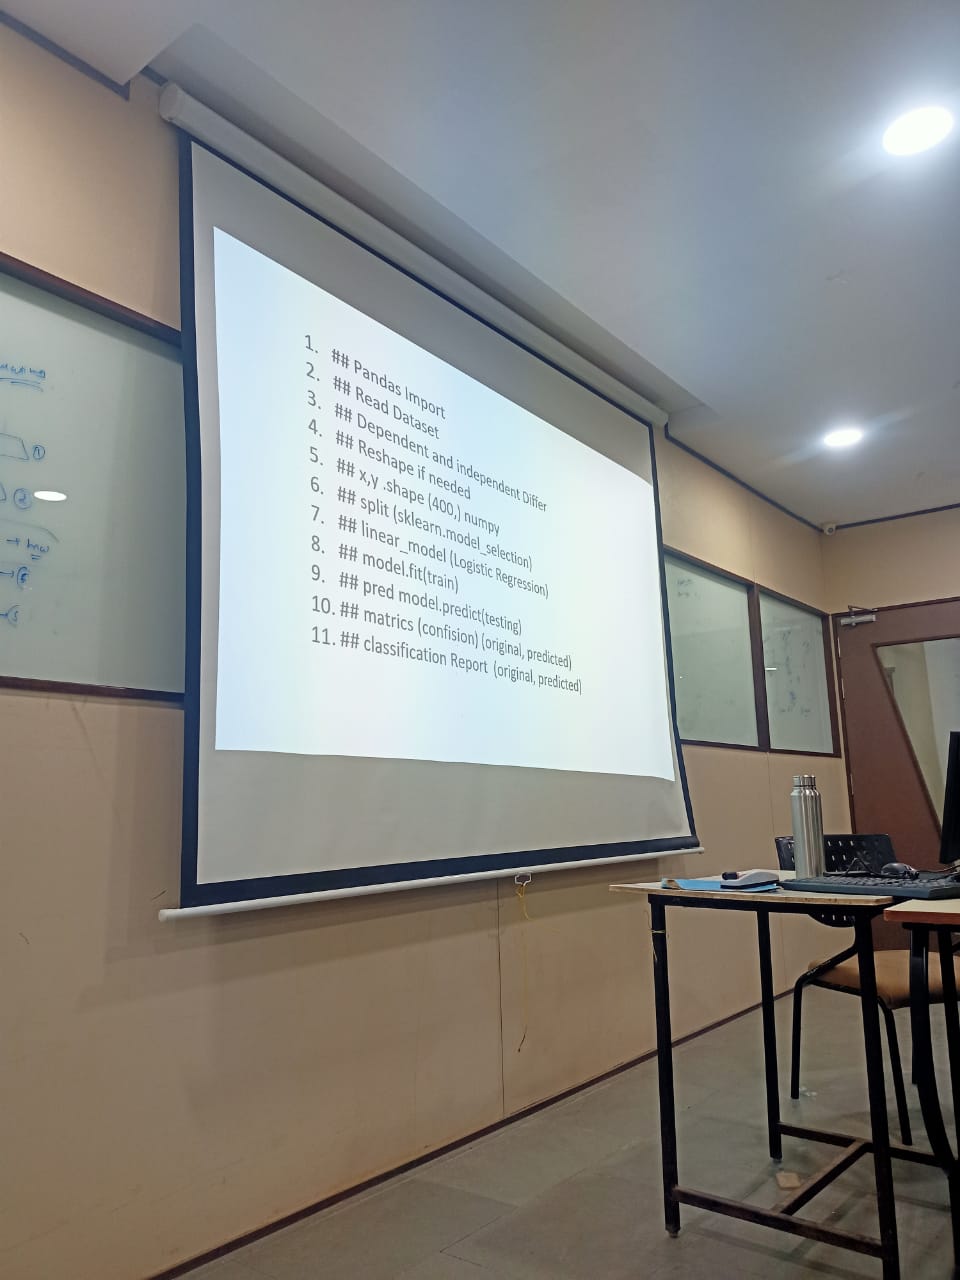 1. ## Pandas Import
2. ## Read Dataset
3. ## Dependent and independent Differ
4. ## Reshape if needed
5. ## x,y .shape (400,) numpy
6. ## split (sklearn.model_selection)
7. ## linear_model (Logistic Regression)
8. ## model.fit(train)
9. ## pred model.predict(testing)
10. ## matrics (confision) (original, predicted)
11. ## classification Report (original, predicted)